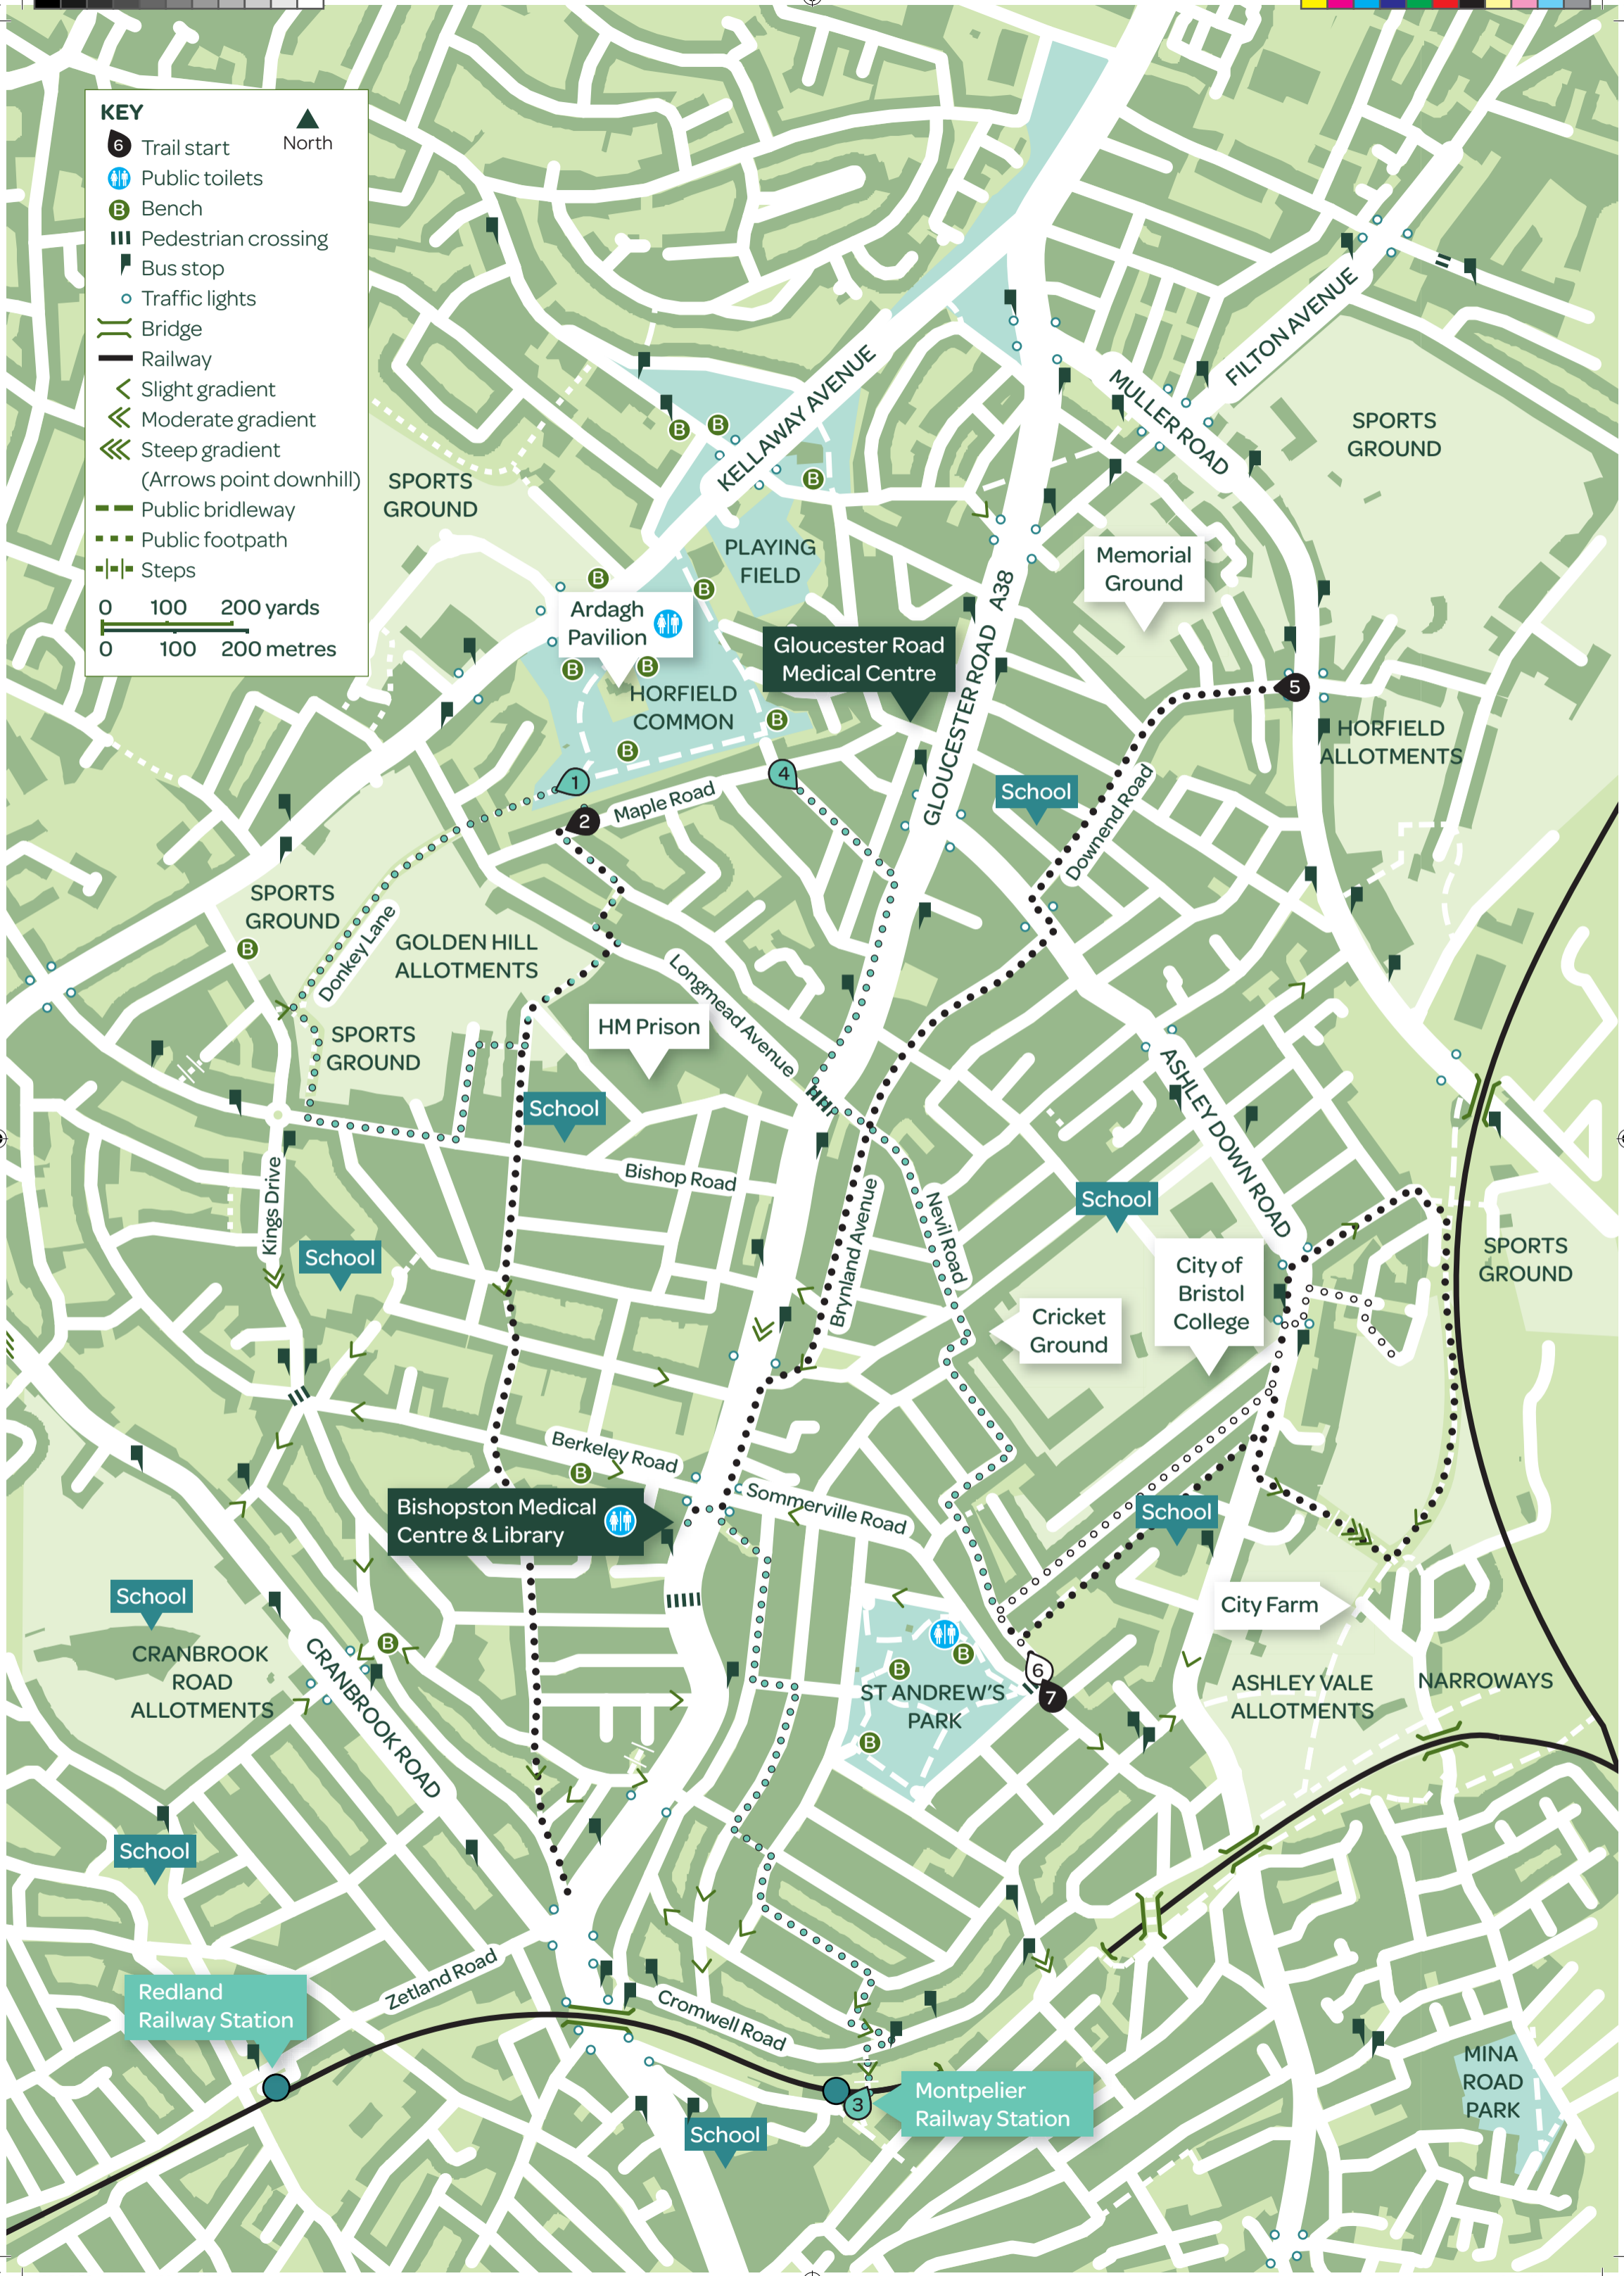 KEY
North
6
Trail start
Public toilets
B
Bench
Pedestrian crossing
Bus stop
Traffic lights
Bridge
Railway
Slight gradient
Moderate gradient
Steep gradient
(Arrows point downhill)
Public bridleway
Public footpath
Steps
0 100 200 yards
0 100 200 metres
FILTON AVENUE
KELLAWAY AVENUE
MULLER ROAD
SPORTS
GROUND
B
B
B
SPORTS
GROUND
PLAYING
FIELD
Memorial
Ground
B
B
Ardagh
Pavilion
Gloucester Road
Medical Centre
GLOUCESTER ROAD A38
B
B
HORFIELD
COMMON
B
B
5
HORFIELD
ALLOTMENTS
1
4
School
Maple Road
2
Downend Road
SPORTS
GROUND
B
Donkey Lane
GOLDEN HILL
ALLOTMENTS
Longmead Avenue
HM Prison
SPORTS
GROUND
School
ASHLEY DOWN ROAD
Bishop Road
Kings Drive
School
Brynland Avenue
Nevil Road
School
City of
Bristol
College
SPORTS
GROUND
Cricket
Ground
Berkeley Road
B
Bishopston Medical
Centre & Library
Sommerville Road
School
School
City Farm
CRANBROOK
ROAD
ALLOTMENTS
B
CRANBROOK ROAD
B
B
ST ANDREW'S
PARK
B
6
7
ASHLEY VALE
ALLOTMENTS
NARROWAYS
School
Zetland Road
Redland
Railway Station
Cromwell Road
3
Montpelier
Railway Station
School
MINA
ROAD
PARK